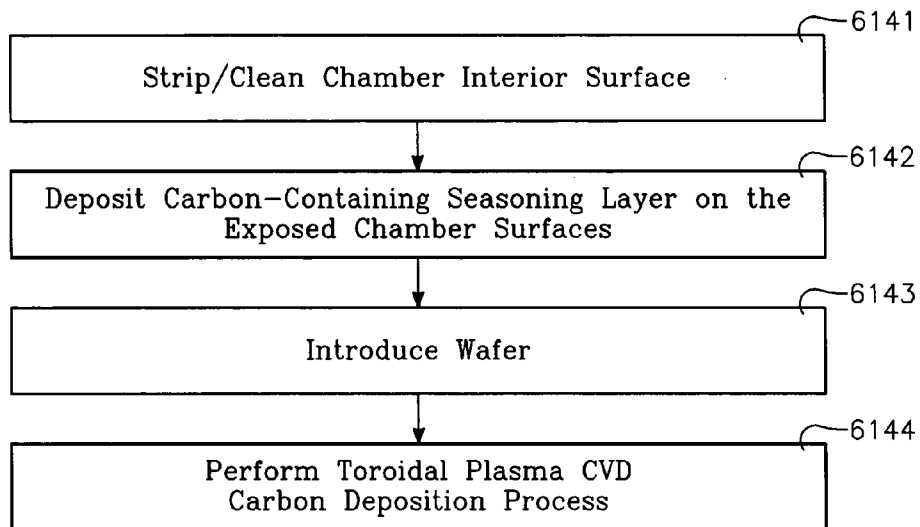 6141
Strip/Clean Chamber Interior Surface
6142
Deposit Carbon-Containing Seasoning Layer on the
Exposed Chamber Surfaces
6143
Introduce Wafer
6144
Perform Toroidal Plasma CVD
Carbon Deposition Process